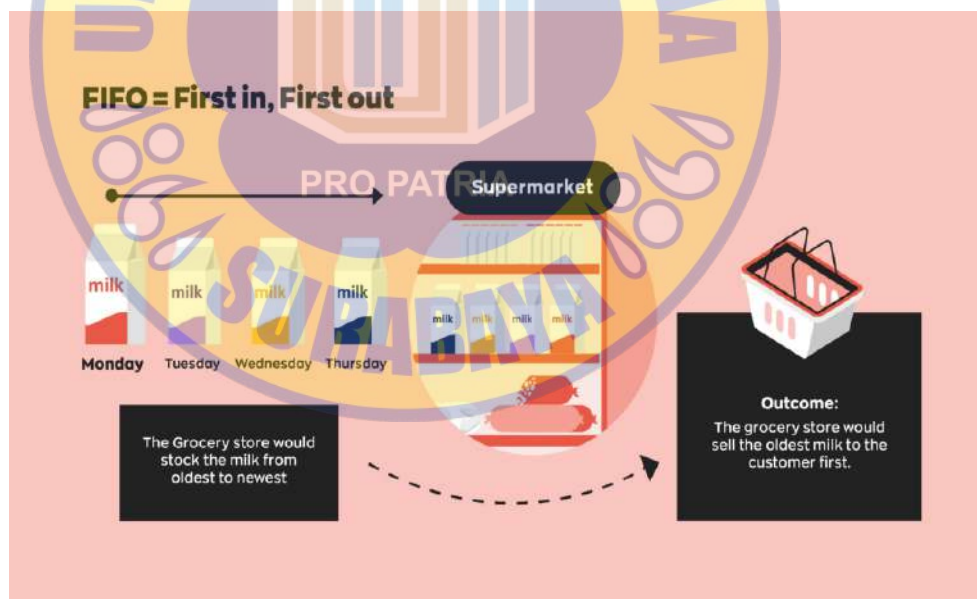 FIFO = First in, First out
PRO PATRIA
Supermarket
milk
milk
milk
milk
milk
milk
milk
milk
Monday
Tuesday
Wednesday
Thursday
SURABAYA
The Grocery store would
stock the milk from
oldest to newest
Outcome:
The grocery store would
sell the oldest milk to the
customer first.